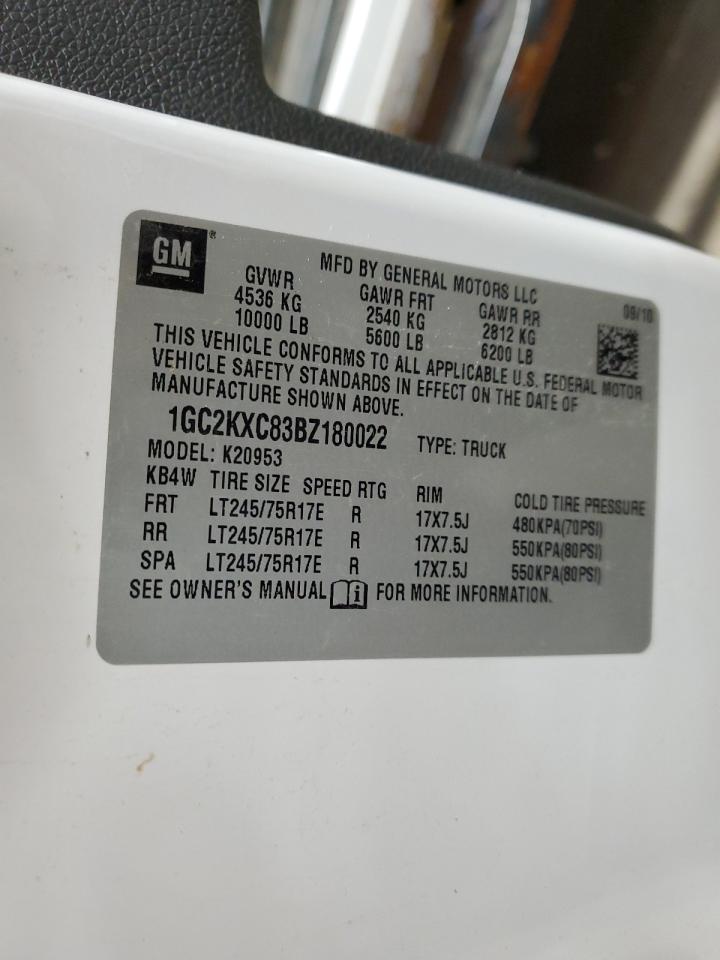 GM®
MFD BY GENERAL MOTORS LLC
09/10
GVWR GAWR FRT GAWR RR
4536 KG 2540 KG 2812 KG
10000 LB 5600 LB 6200 LB
THIS VEHICLE CONFORMS TO ALL APPLICABLE U.S. FEDERAL MOTOR
VEHICLE SAFETY STANDARDS IN EFFECT ON THE DATE OF
MANUFACTURE SHOWN ABOVE.
1GC2KXC83BZ180022 TYPE: TRUCK
MODEL: K20953
KB4W TIRE SIZE SPEED RTG RIM COLD TIRE PRESSURE
FRT LT245/75R17E R 17X7.5J 480KPA(70PSI)
RR LT245/75R17E R 17X7.5J 550KPA(80PSI)
SPA LT245/75R17E R 17X7.5J 550KPA(80PSI)
SEE OWNER'S MANUAL i FOR MORE INFORMATION.